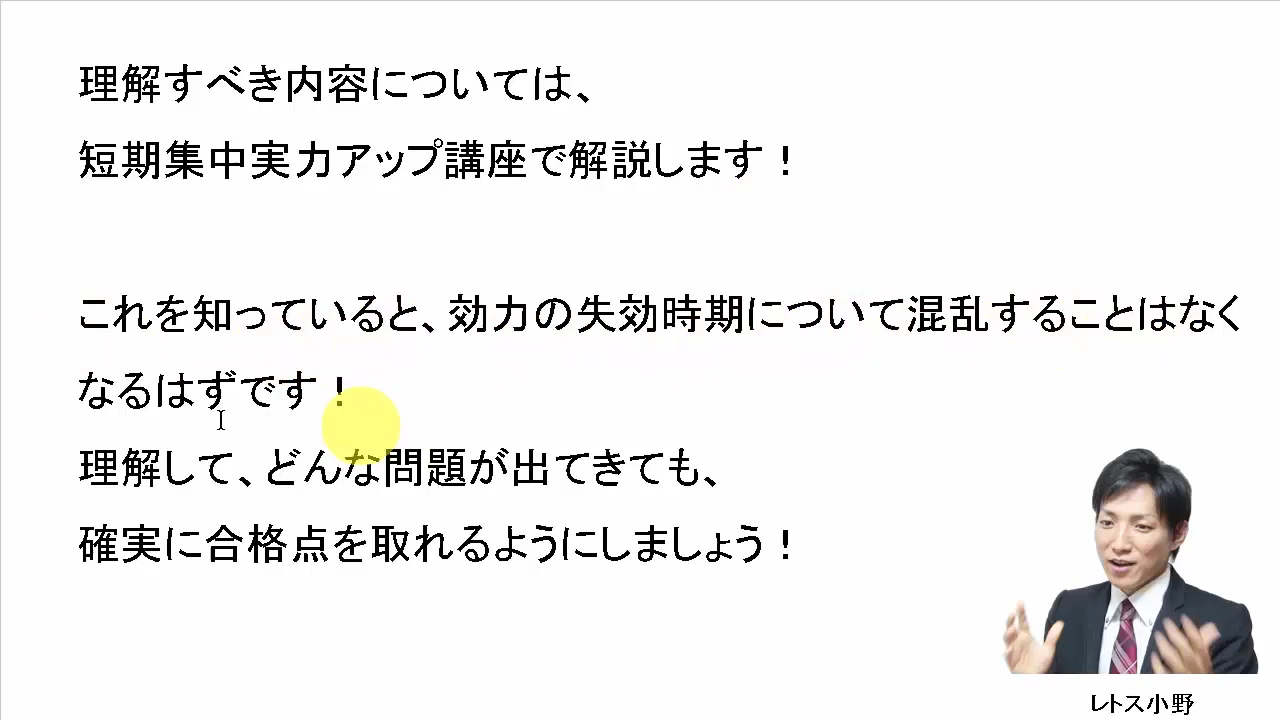 理解すべき内容については、
短期集中実力アップ講座で解説します！
これを知っていると、効力の失効時期について混乱することはなく
なるはずです！
理解して、どんな問題が出てきても、
確実に合格点を取れるようにしましょう！
レトス小野